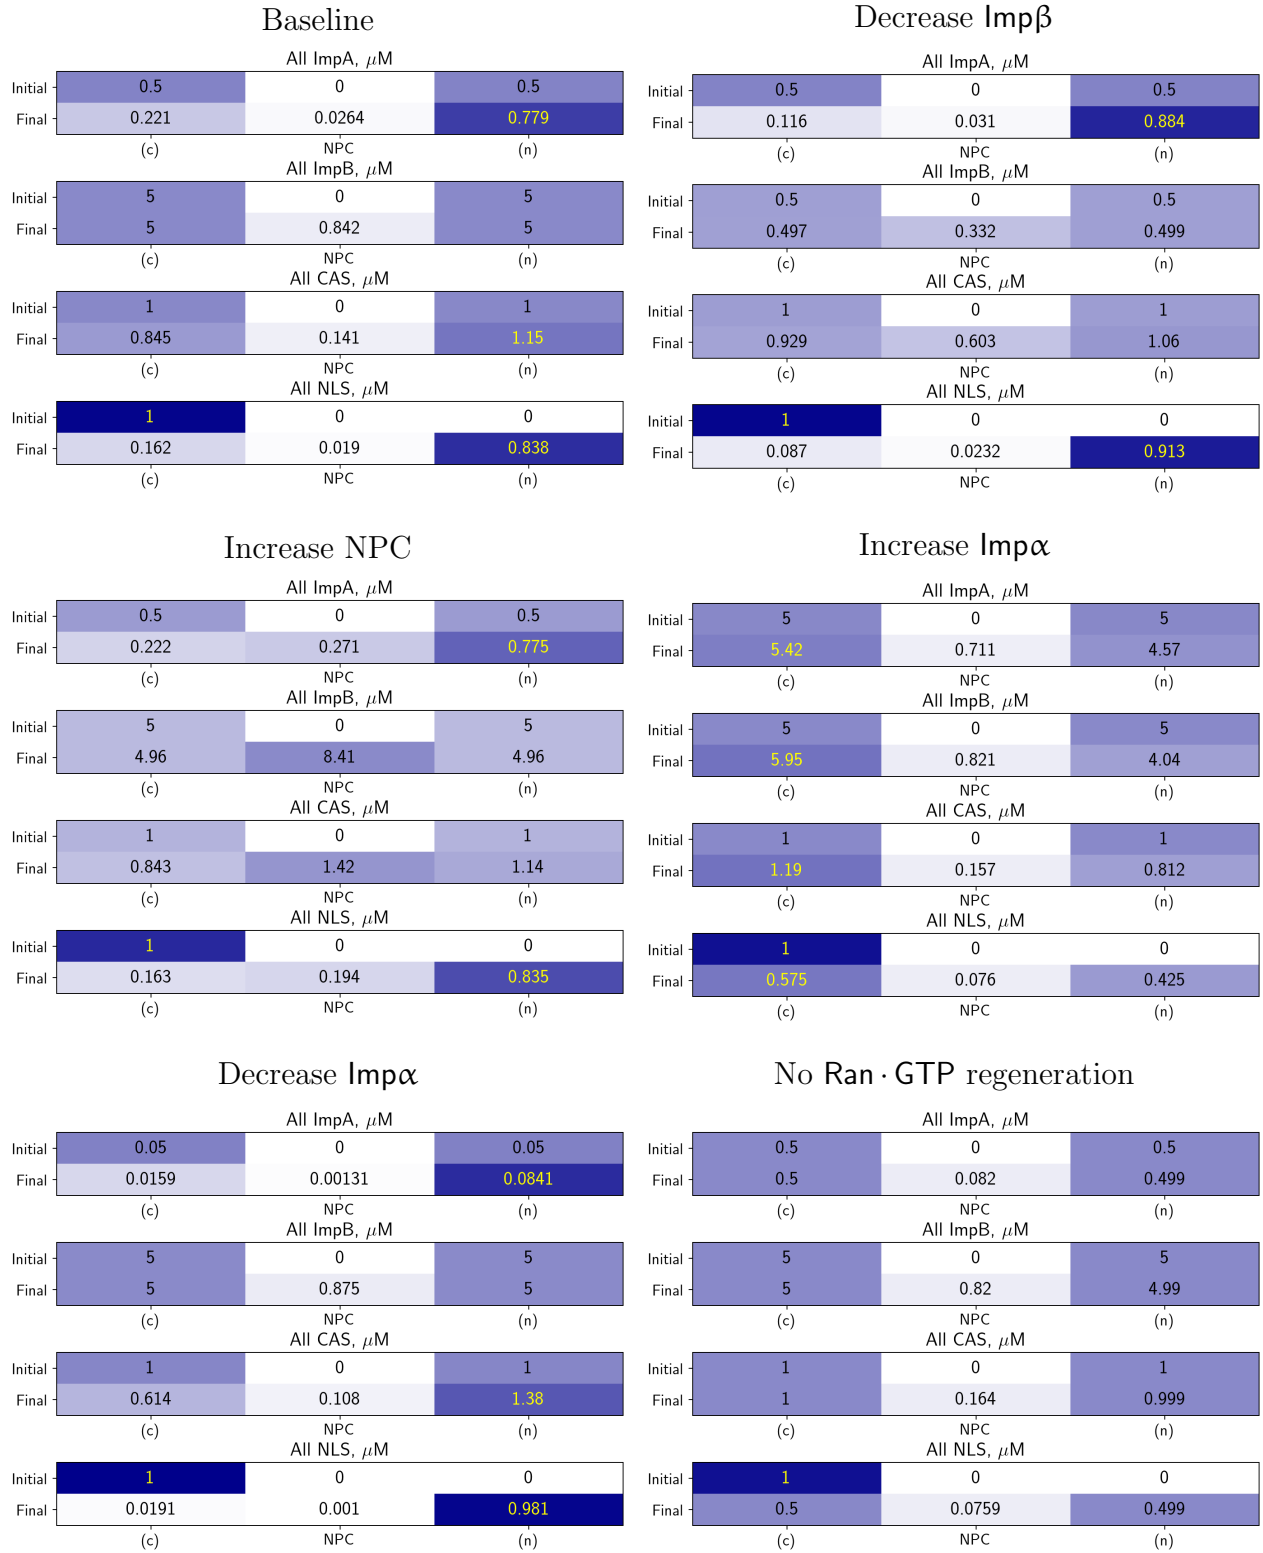 Baseline
All ImpA, μM
Initial 0.5 0 0.5
Final 0.221 0.0264 0.779
(c) NPC (n)
All ImpB, μM
Initial 5 0 5
Final 5 0.842 5
(c) NPC (n)
All CAS, μM
Initial 1 0 1
Final 0.845 0.141 1.15
(c) NPC (n)
All NLS, μM
Initial 1 0 0
Final 0.162 0.019 0.838
(c) NPC (n)
Decrease Impβ
All ImpA, μM
Initial 0.5 0 0.5
Final 0.116 0.031 0.884
(c) NPC (n)
All ImpB, μM
Initial 0.5 0 0.5
Final 0.497 0.332 0.499
(c) NPC (n)
All CAS, μM
Initial 1 0 1
Final 0.929 0.603 1.06
(c) NPC (n)
All NLS, μM
Initial 1 0 0
Final 0.087 0.0232 0.913
(c) NPC (n)
Increase NPC
All ImpA, μM
Initial 0.5 0 0.5
Final 0.222 0.271 0.775
(c) NPC (n)
All ImpB, μM
Initial 5 0 5
Final 4.96 8.41 4.96
(c) NPC (n)
All CAS, μM
Initial 1 0 1
Final 0.843 1.42 1.14
(c) NPC (n)
All NLS, μM
Initial 1 0 0
Final 0.163 0.194 0.835
(c) NPC (n)
Increase Impα
All ImpA, μM
Initial 5 0 5
Final 5.42 0.711 4.57
(c) NPC (n)
All ImpB, μM
Initial 5 0 5
Final 5.95 0.821 4.04
(c) NPC (n)
All CAS, μM
Initial 1 0 1
Final 1.19 0.157 0.812
(c) NPC (n)
All NLS, μM
Initial 1 0 0
Final 0.575 0.076 0.425
(c) NPC (n)
Decrease Impα
All ImpA, μM
Initial 0.05 0 0.05
Final 0.0159 0.00131 0.0841
(c) NPC (n)
All ImpB, μM
Initial 5 0 5
Final 5 0.875 5
(c) NPC (n)
All CAS, μM
Initial 1 0 1
Final 0.614 0.108 1.38
(c) NPC (n)
All NLS, μM
Initial 1 0 0
Final 0.0191 0.001 0.981
(c) NPC (n)
No Ran · GTP regeneration
All ImpA, μM
Initial 0.5 0 0.5
Final 0.5 0.082 0.499
(c) NPC (n)
All ImpB, μM
Initial 5 0 5
Final 5 0.82 4.99
(c) NPC (n)
All CAS, μM
Initial 1 0 1
Final 1 0.164 0.999
(c) NPC (n)
All NLS, μM
Initial 1 0 0
Final 0.5 0.0759 0.499
(c) NPC (n)